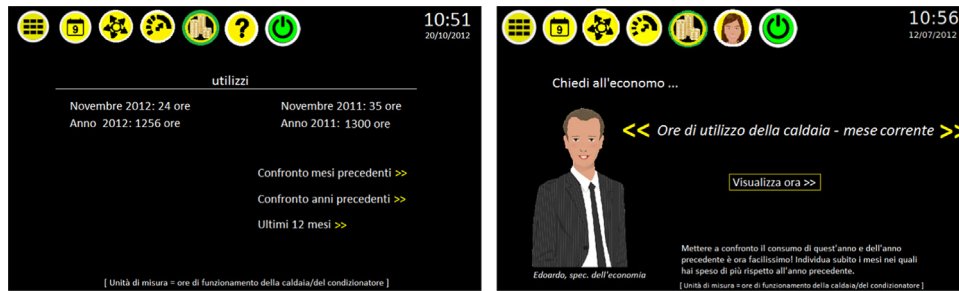 9
?
10:51
20/10/2012
utilizzi
Novembre 2012: 24 ore
Novembre 2011: 35 ore
Anno 2012: 1256 ore
Anno 2011: 1300 ore
Confronto mesi precedenti >>
Confronto anni precedenti >>
Ultimi 12 mesi >>
[ Unità di misura = ore di funzionamento della caldaia/del condizionatore ]
9
10:56
12/07/2012
Chiedi all'economo ...
<< Ore di utilizzo della caldaia - mese corrente >>
Visualizza ora >>
Mettere a confronto il consumo di quest'anno e dell'anno
precedente è ora facilissimo! Individua subito i mesi nei quali
hai speso di più rispetto all'anno precedente.
Edoardo, spec. dell'economia
[ Unità di misura = ore di funzionamento della caldaia/del condizionatore ]